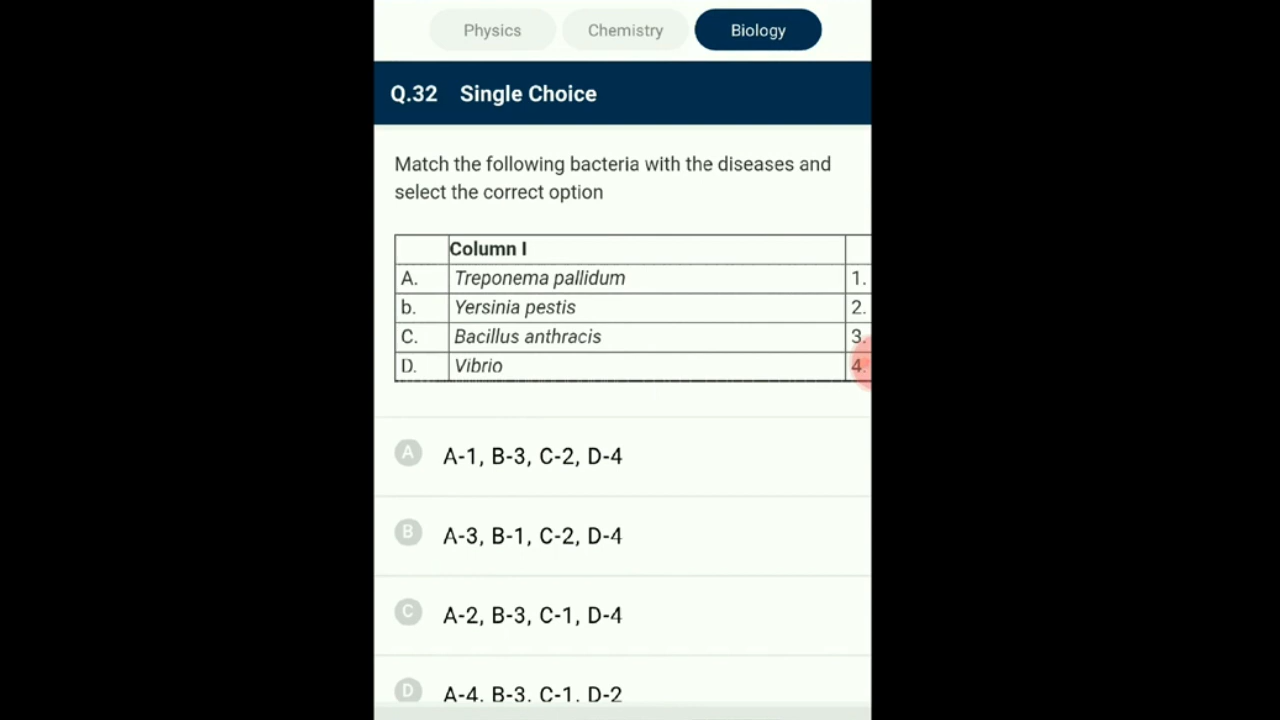 Physics Chemistry Biology
Q.32 Single Choice
Match the following bacteria with the diseases and
select the correct option
Column I
A. Treponema pallidum 1.
b. Yersinia pestis 2.
C. Bacillus anthracis 3.
D. Vibrio 4.
A A-1, B-3, C-2, D-4
B A-3, B-1, C-2, D-4
C A-2, B-3, C-1, D-4
D A-4, B-3, C-1, D-2